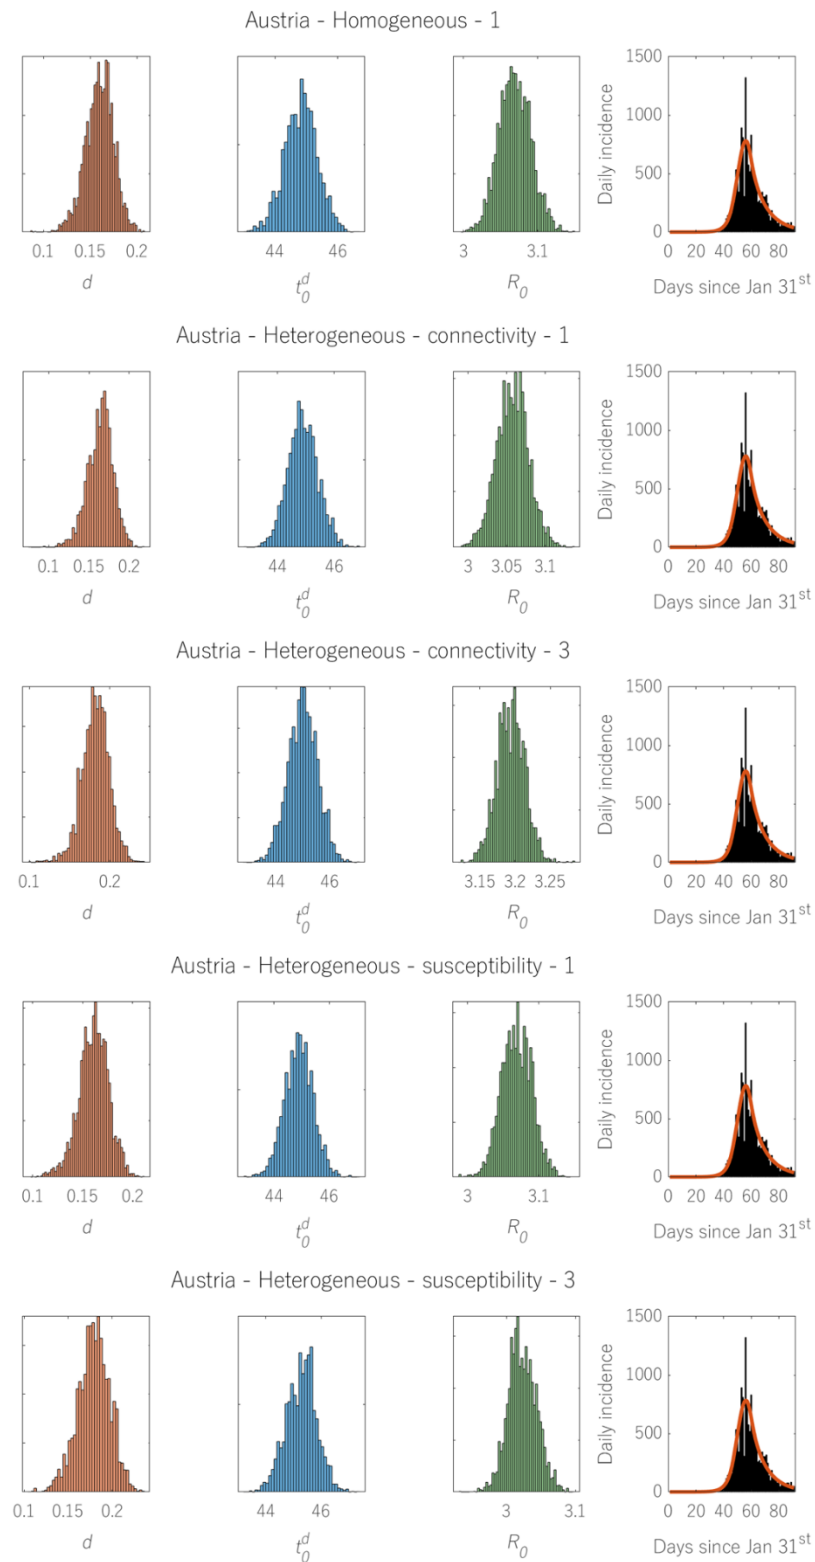 Austria - Homogeneous - 1
1500
1000
500
0
Daily incidence
0.1 0.15 0.2
44 46
3 3.1
0 20 40 60 80
d
t₀ᵈ
R₀
Days since Jan 31ˢᵗ
Austria - Heterogeneous - connectivity - 1
1500
1000
500
0
Daily incidence
0.1 0.15 0.2
44 46
3 3.05 3.1
0 20 40 60 80
d
t₀ᵈ
R₀
Days since Jan 31ˢᵗ
Austria - Heterogeneous - connectivity - 3
1500
1000
500
0
Daily incidence
0.1 0.2
44 46
3.15 3.2 3.25
0 20 40 60 80
d
t₀ᵈ
R₀
Days since Jan 31ˢᵗ
Austria - Heterogeneous - susceptibility - 1
1500
1000
500
0
Daily incidence
0.1 0.15 0.2
44 46
3 3.1
0 20 40 60 80
d
t₀ᵈ
R₀
Days since Jan 31ˢᵗ
Austria - Heterogeneous - susceptibility - 3
1500
1000
500
0
Daily incidence
0.1 0.15 0.2
44 46
3 3.1
0 20 40 60 80
d
t₀ᵈ
R₀
Days since Jan 31ˢᵗ